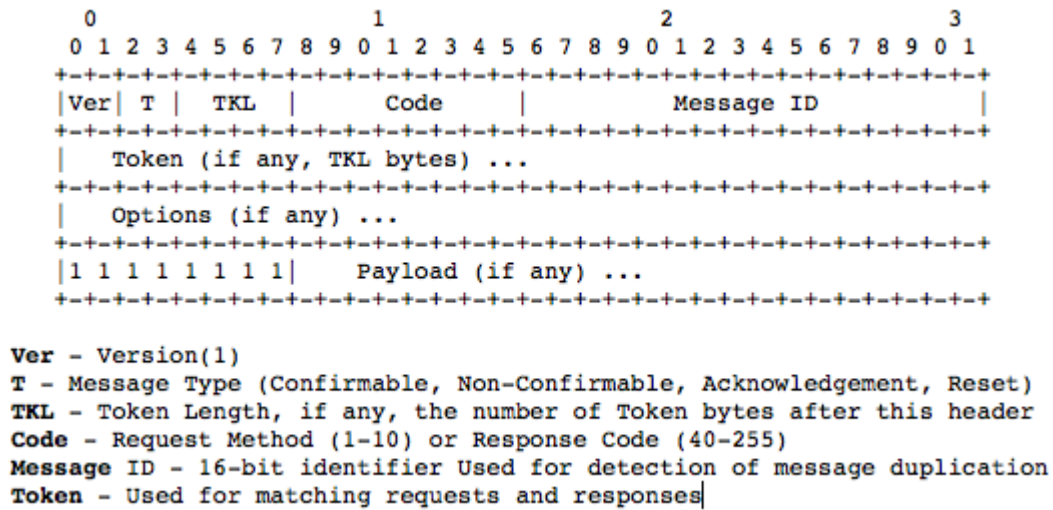 0                   1                   2                   3
 0 1 2 3 4 5 6 7 8 9 0 1 2 3 4 5 6 7 8 9 0 1 2 3 4 5 6 7 8 9 0 1
+-+-+-+-+-+-+-+-+-+-+-+-+-+-+-+-+-+-+-+-+-+-+-+-+-+-+-+-+-+-+-+-+
|Ver| T |  TKL  |      Code     |          Message ID           |
+-+-+-+-+-+-+-+-+-+-+-+-+-+-+-+-+-+-+-+-+-+-+-+-+-+-+-+-+-+-+-+-+
|   Token (if any, TKL bytes) ...
+-+-+-+-+-+-+-+-+-+-+-+-+-+-+-+-+-+-+-+-+-+-+-+-+-+-+-+-+-+-+-+-+
|   Options (if any) ...
+-+-+-+-+-+-+-+-+-+-+-+-+-+-+-+-+-+-+-+-+-+-+-+-+-+-+-+-+-+-+-+-+
|1 1 1 1 1 1 1 1|    Payload (if any) ...
+-+-+-+-+-+-+-+-+-+-+-+-+-+-+-+-+-+-+-+-+-+-+-+-+-+-+-+-+-+-+-+-+
Ver - Version(1)
T - Message Type (Confirmable, Non-Confirmable, Acknowledgement, Reset)
TKL - Token Length, if any, the number of Token bytes after this header
Code - Request Method (1-10) or Response Code (40-255)
Message ID - 16-bit identifier Used for detection of message duplication
Token - Used for matching requests and responses